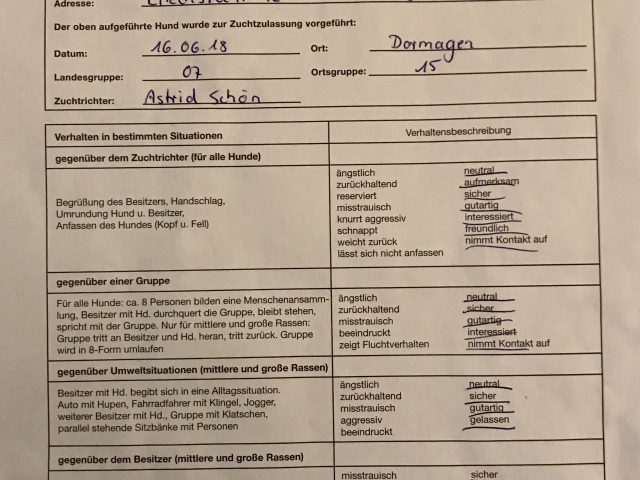 Adresse:
Der oben aufgeführte Hund wurde zur Zuchtzulassung vorgeführt:
Datum: 16.06.18 Ort: Dormagen
Landesgruppe: 07 Ortsgruppe: 15
Zuchtrichter: Astrid Schön
Verhalten in bestimmten Situationen Verhaltensbeschreibung
gegenüber dem Zuchtrichter (für alle Hunde)
Begrüßung des Besitzers, Handschlag,
Umrundung Hund u. Besitzer,
Anfassen des Hundes (Kopf u. Fell)
ängstlich neutral
zurückhaltend aufmerksam
reserviert sicher
misstrauisch gutartig
knurrt aggressiv interessiert
schnappt freundlich
weicht zurück nimmt Kontakt auf
lässt sich nicht anfassen
gegenüber einer Gruppe
Für alle Hunde: ca. 8 Personen bilden eine Menschenansamm-
lung, Besitzer mit Hd. durchquert die Gruppe, bleibt stehen,
spricht mit der Gruppe. Nur für mittlere und große Rassen:
Gruppe tritt an Besitzer und Hd. heran, tritt zurück. Gruppe
wird in 8-Form umlaufen
ängstlich neutral
zurückhaltend sicher
misstrauisch gutartig
beeindruckt interessiert
zeigt Fluchtverhalten nimmt Kontakt auf
gegenüber Umweltsituationen (mittlere und große Rassen)
Besitzer mit Hd. begibt sich in eine Alltagssituation.
Auto mit Hupen, Fahrradfahrer mit Klingel, Jogger,
weiterer Besitzer mit Hd., Gruppe mit Klatschen,
parallel stehende Sitzbänke mit Personen
ängstlich neutral
zurückhaltend sicher
misstrauisch gutartig
aggressiv gelassen
beeindruckt
gegenüber dem Besitzer (mittlere und große Rassen)
misstrauisch sicher